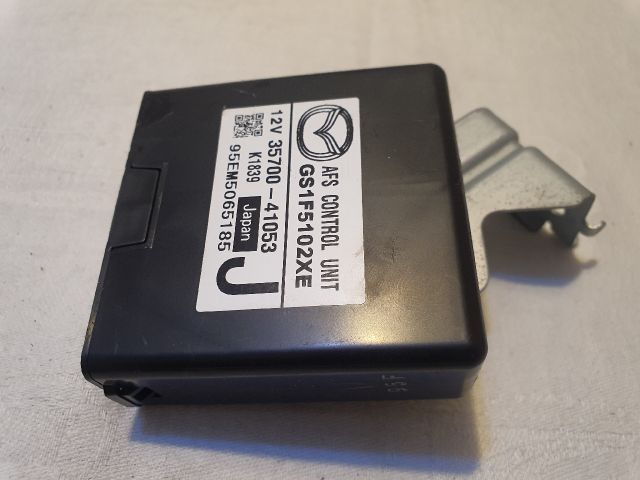 AFS CONTROL UNIT
GS1F5102XE
12V 35700-41053
K1839 Japan J
95EM5065185